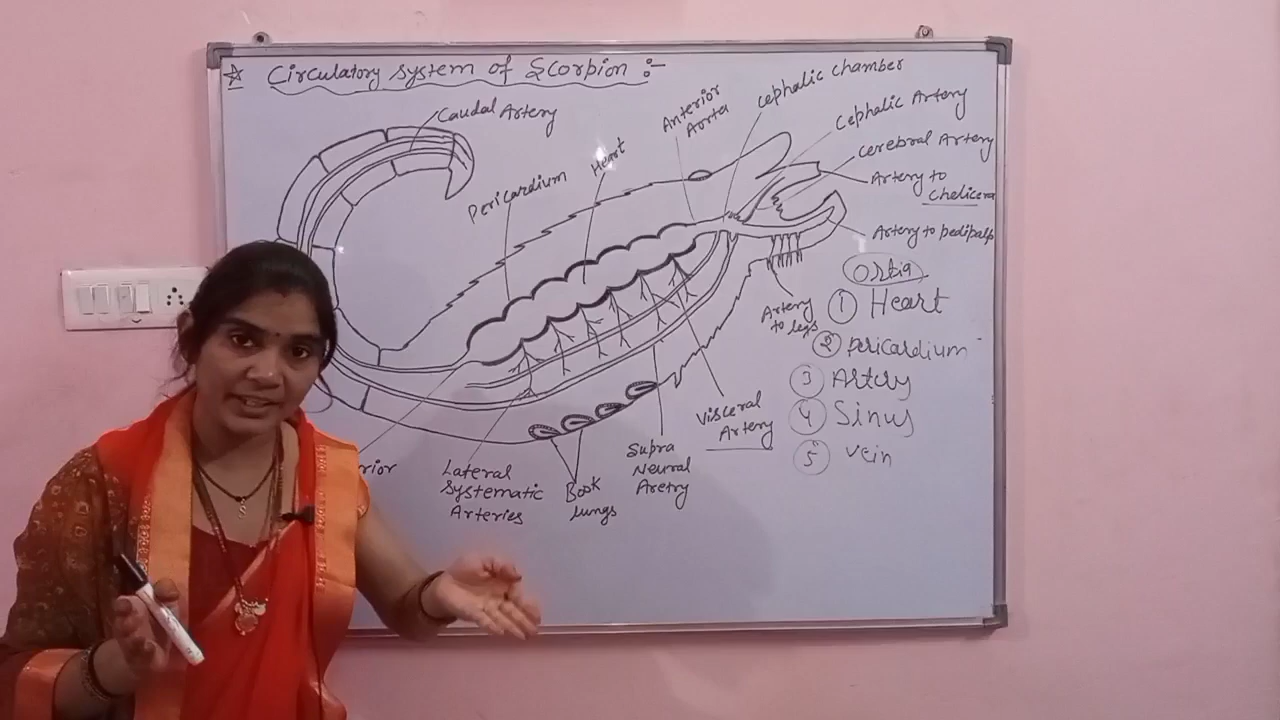 ☆ Circulatory system of Scorpion :-
Caudal Artery
Pericardium
Heart
Anterior
Aorta
cephalic chamber
Cephalic Artery
Cerebral Artery
Artery to
Chelicera
Artery to pedipalp
Artery
to legs
Ostia
① Heart
② Pericardium
③ Artery
④ Sinus
⑤ vein
Visceral
Artery
Supra
Neural
Aretry
Book
lungs
Lateral
Systematic
Arteries
rior